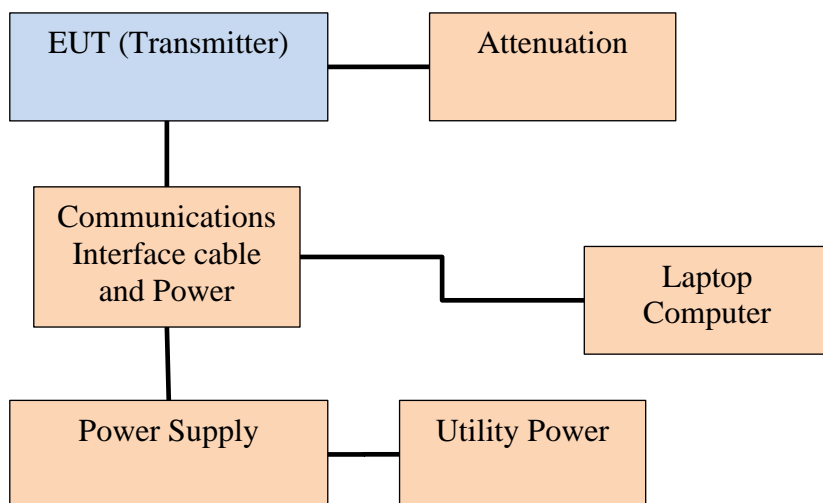 EUT (Transmitter)
Attenuation
Communications
Interface cable
and Power
Laptop
Computer
Power Supply
Utility Power